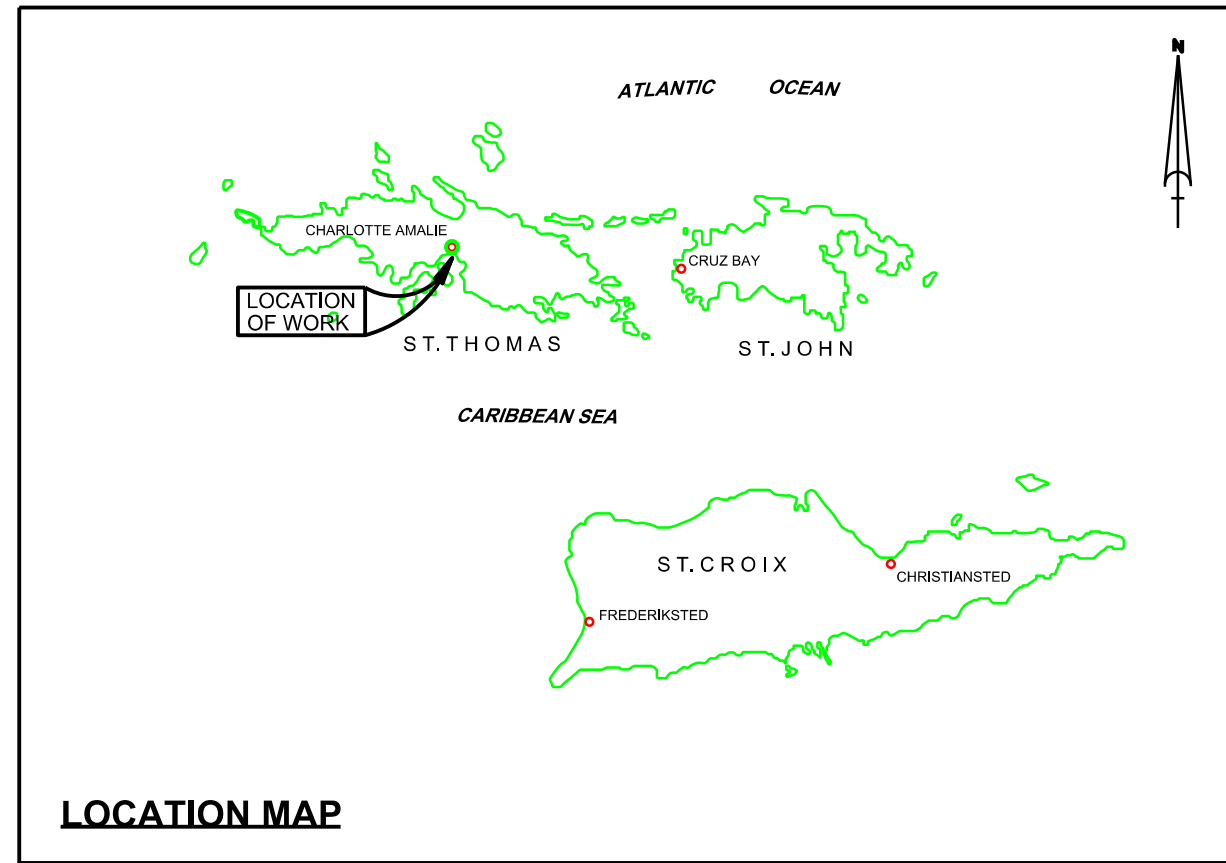 N
ATLANTIC OCEAN
CHARLOTTE AMALIE
CRUZ BAY
LOCATION
OF WORK
ST. THOMAS
ST. JOHN
CARIBBEAN SEA
ST. CROIX
CHRISTIANSTED
FREDERIKSTED
LOCATION MAP